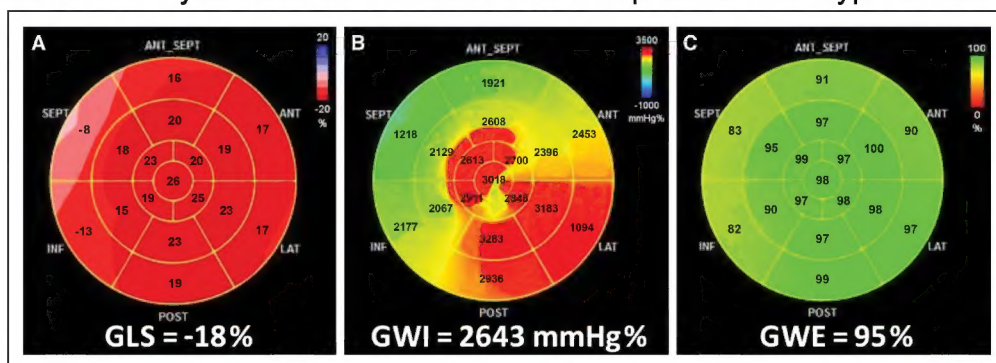 A
ANT_SEPT
20
-20
%
SEPT
ANT
INF
LAT
POST
16
-8
17
20
18
19
23
20
26
19
25
15
23
-13
17
23
19
GLS = -18%
B
ANT_SEPT
3500
-1000
mmHg%
SEPT
ANT
INF
LAT
POST
1921
1218
2608
2453
2129
2396
2613
2700
3018
2848
2067
3183
2177
1094
3283
2936
GWI = 2643 mmHg%
C
ANT_SEPT
100
0
%
SEPT
ANT
INF
LAT
POST
91
83
97
90
95
100
99
97
98
97
98
90
98
82
97
97
99
GWE = 95%